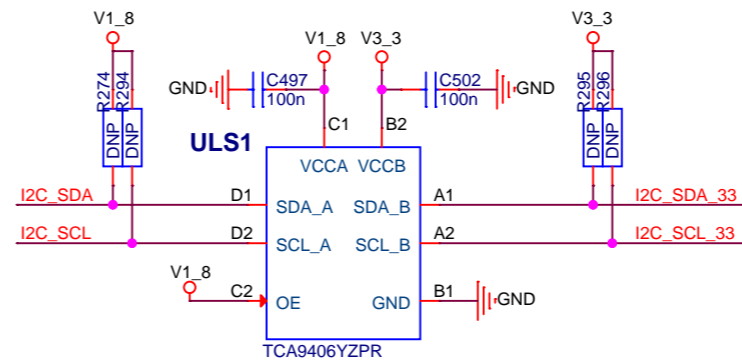 V1_8
V1_8
V3_3
V3_3
R274
R294
GND
C497
100n
C502
100n
GND
R295
R296
DNP
DNP
DNP
DNP
C1
B2
ULS1
VCCA
VCCB
I2C_SDA
D1
SDA_A
SDA_B
A1
I2C_SDA_33
I2C_SCL
D2
SCL_A
SCL_B
A2
I2C_SCL_33
V1_8
C2
OE
GND
B1
GND
TCA9406YZPR